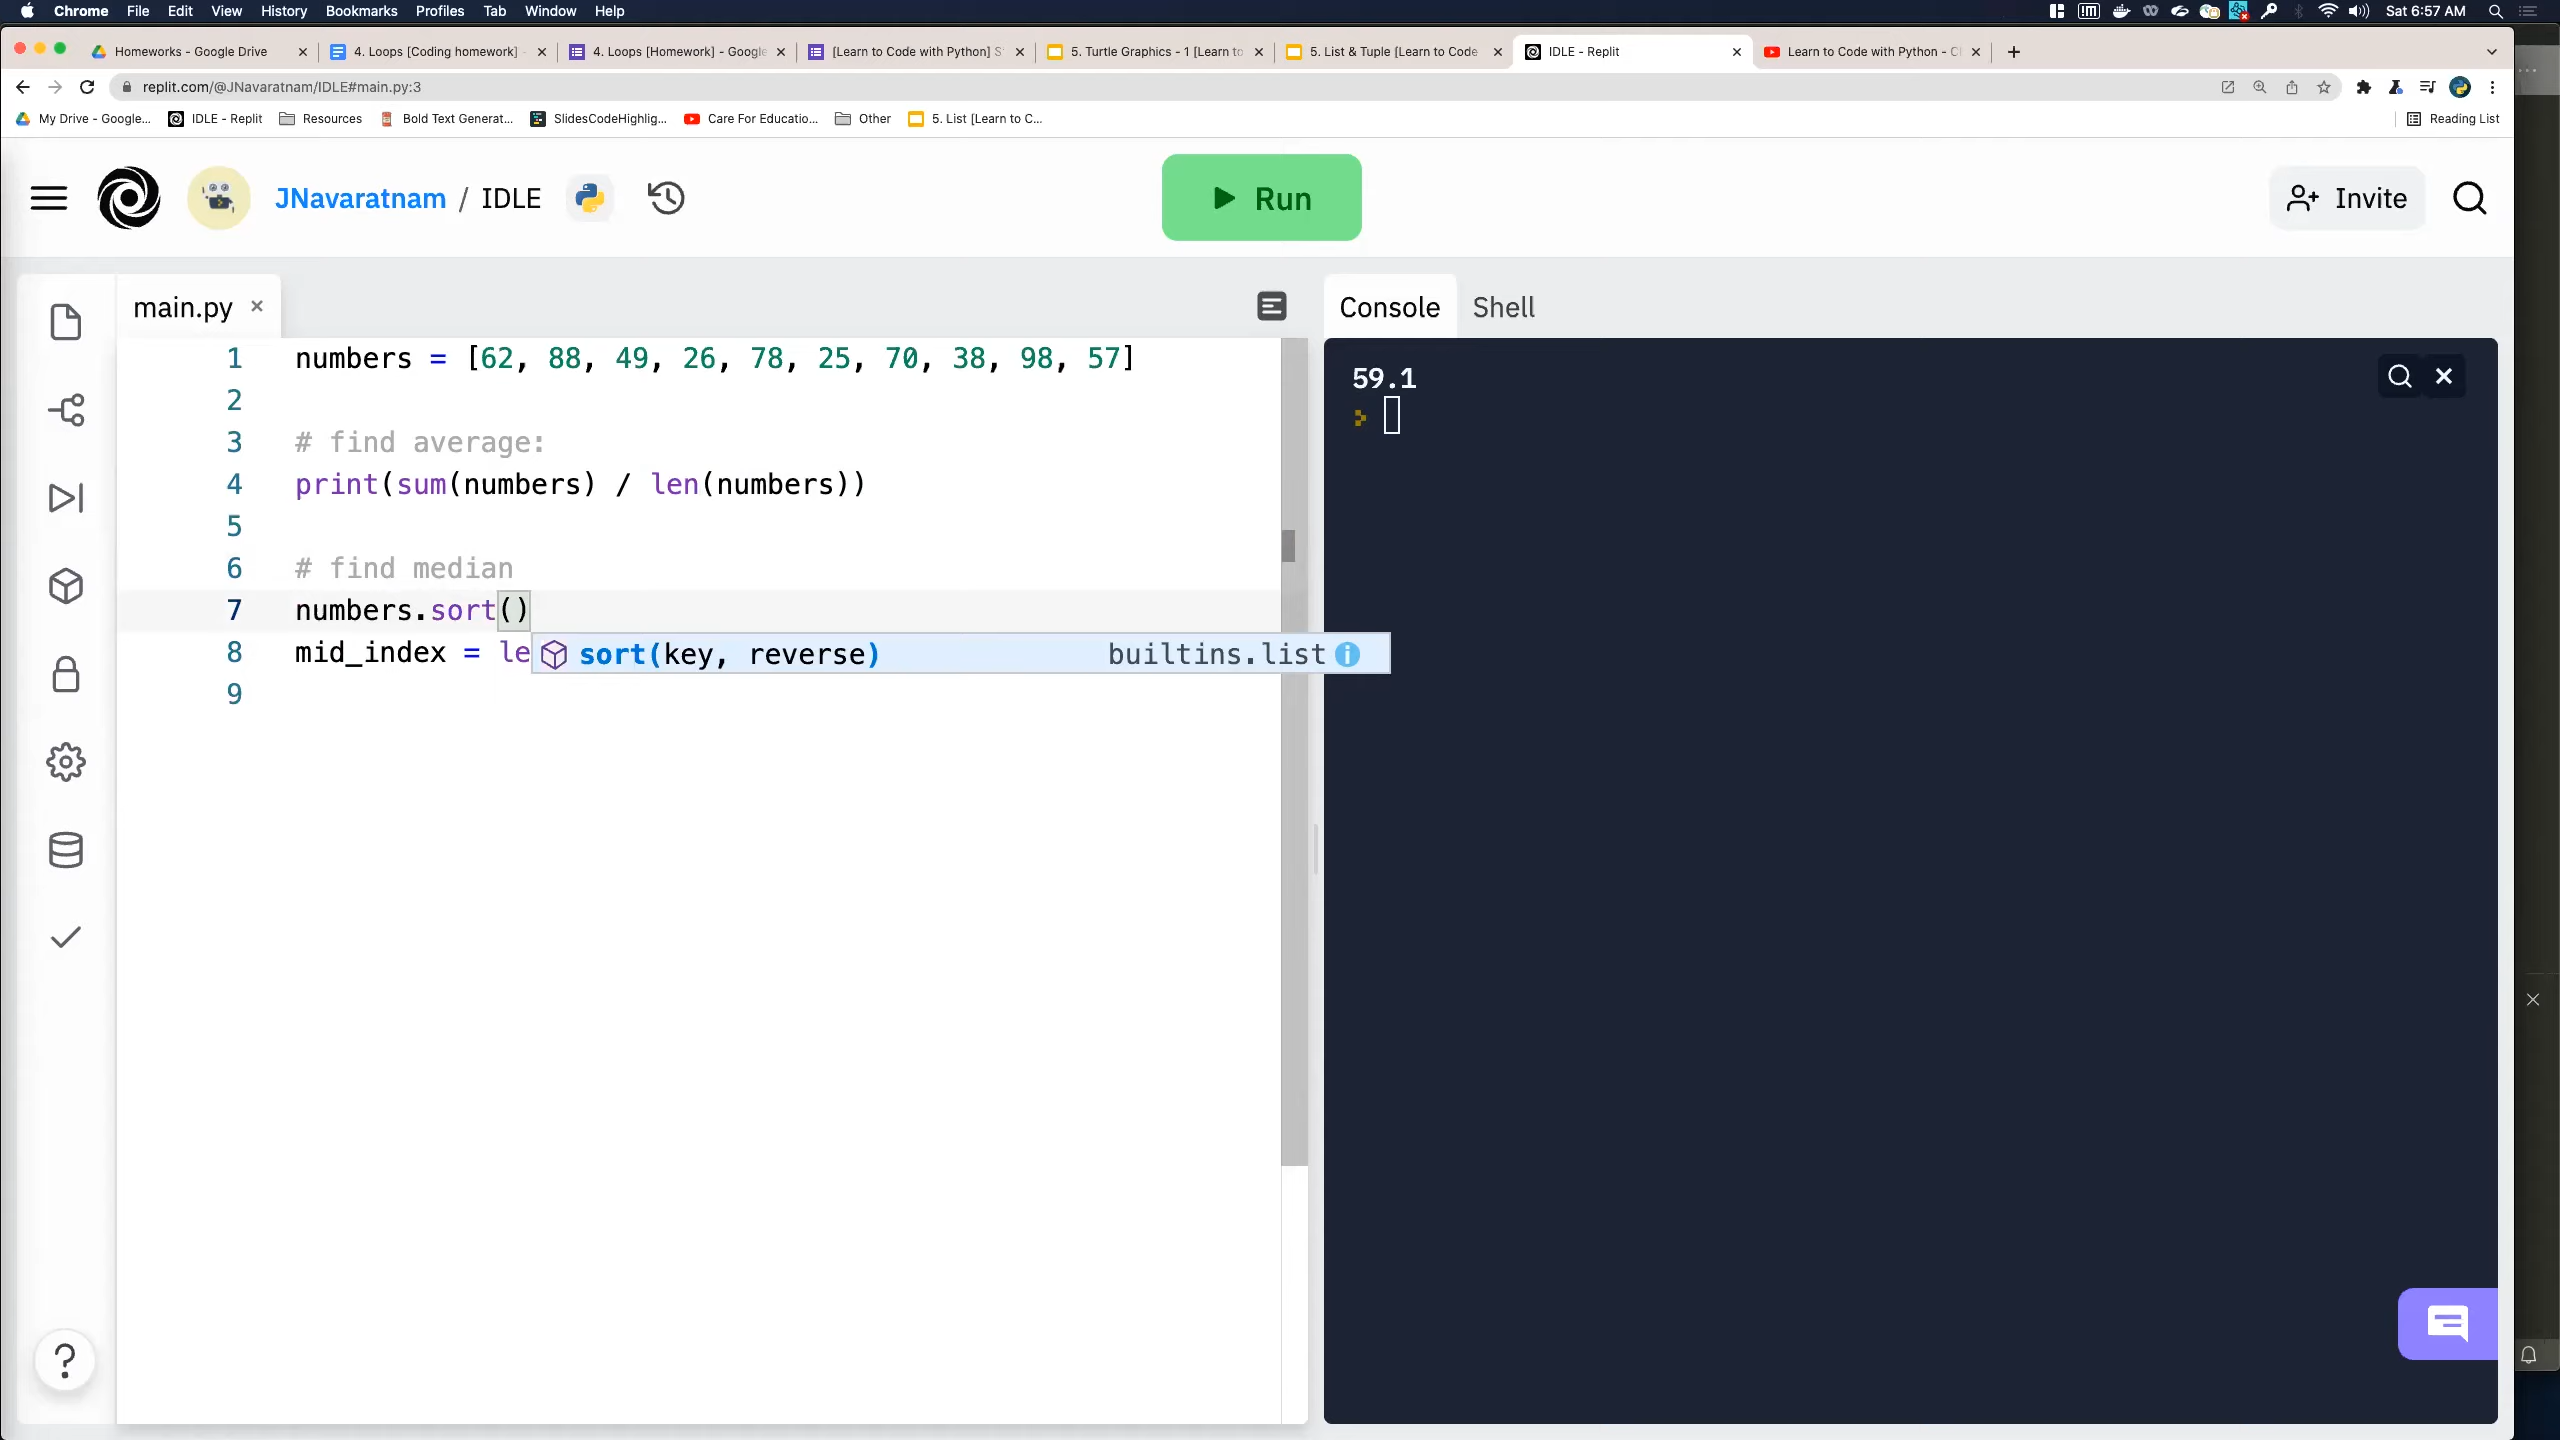 Chrome File Edit View History Bookmarks Profiles Tab Window Help Sat 6:57 AM
Homeworks - Google Drive 4. Loops [Coding homework] - 4. Loops [Homework] - Google [Learn to Code with Python] S 5. Turtle Graphics - 1 [Learn to 5. List & Tuple [Learn to Code IDLE - Replit Learn to Code with Python - Cl
replit.com/@JNavaratnam/IDLE#main.py:3
My Drive - Google... IDLE - Replit Resources Bold Text Generat... SlidesCodeHighlig... Care For Educatio... Other 5. List [Learn to C... Reading List
JNavaratnam / IDLE Run Invite
main.py Console Shell
1 numbers = [62, 88, 49, 26, 78, 25, 70, 38, 98, 57]
2
3 # find average:
4 print(sum(numbers) / len(numbers))
5
6 # find median
7 numbers.sort()
8 mid_index = le
sort(key, reverse) builtins.list
9
59.1